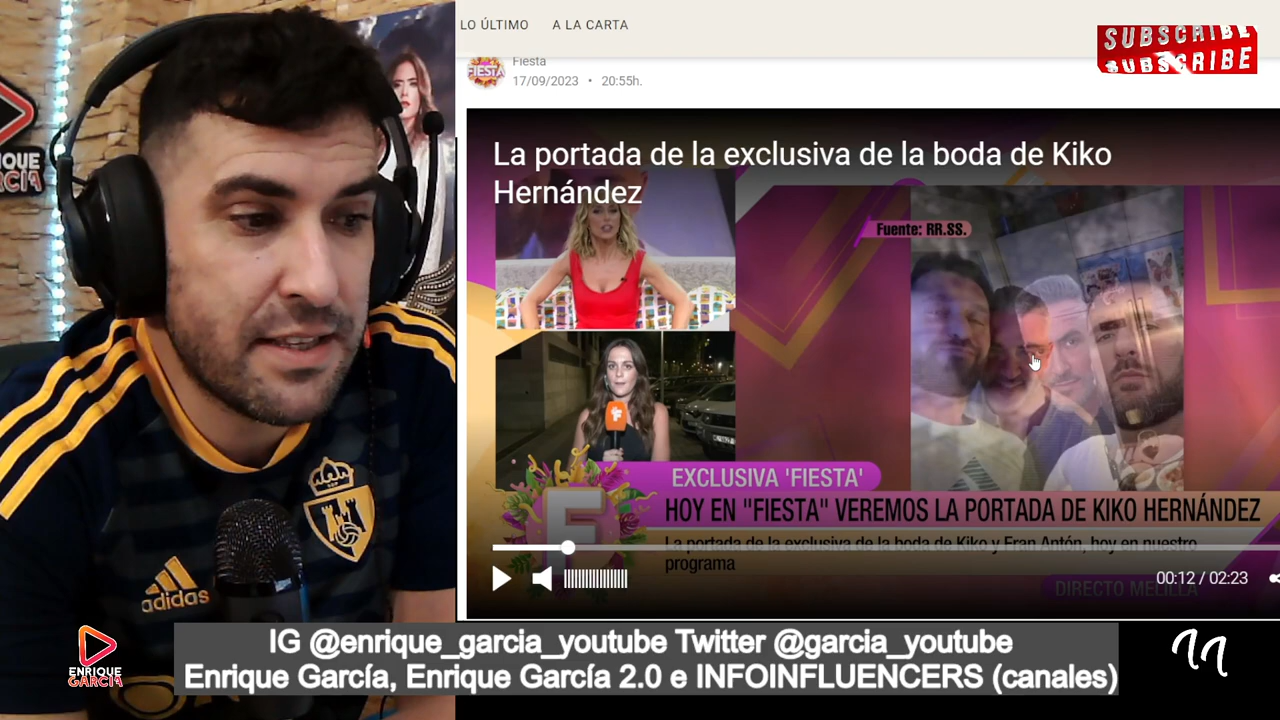 LO ÚLTIMO A LA CARTA
SUBSCRIBE
SUBSCRIBE
Fiesta
FIESTA
17/09/2023 • 20:55h.
La portada de la exclusiva de la boda de Kiko
Hernández
Fuente: RR.SS.
EXCLUSIVA 'FIESTA'
HOY EN "FIESTA" VEREMOS LA PORTADA DE KIKO HERNÁNDEZ
La portada de la exclusiva de la boda de Kiko y Fran Antón, hoy en nuestro
programa
00:12 / 02:23
DIRECTO MELILLA
adidas
ENRIQUE
GARCÍA
IG @enrique_garcia_youtube Twitter @garcia_youtube
Enrique García, Enrique García 2.0 e INFOINFLUENCERS (canales)